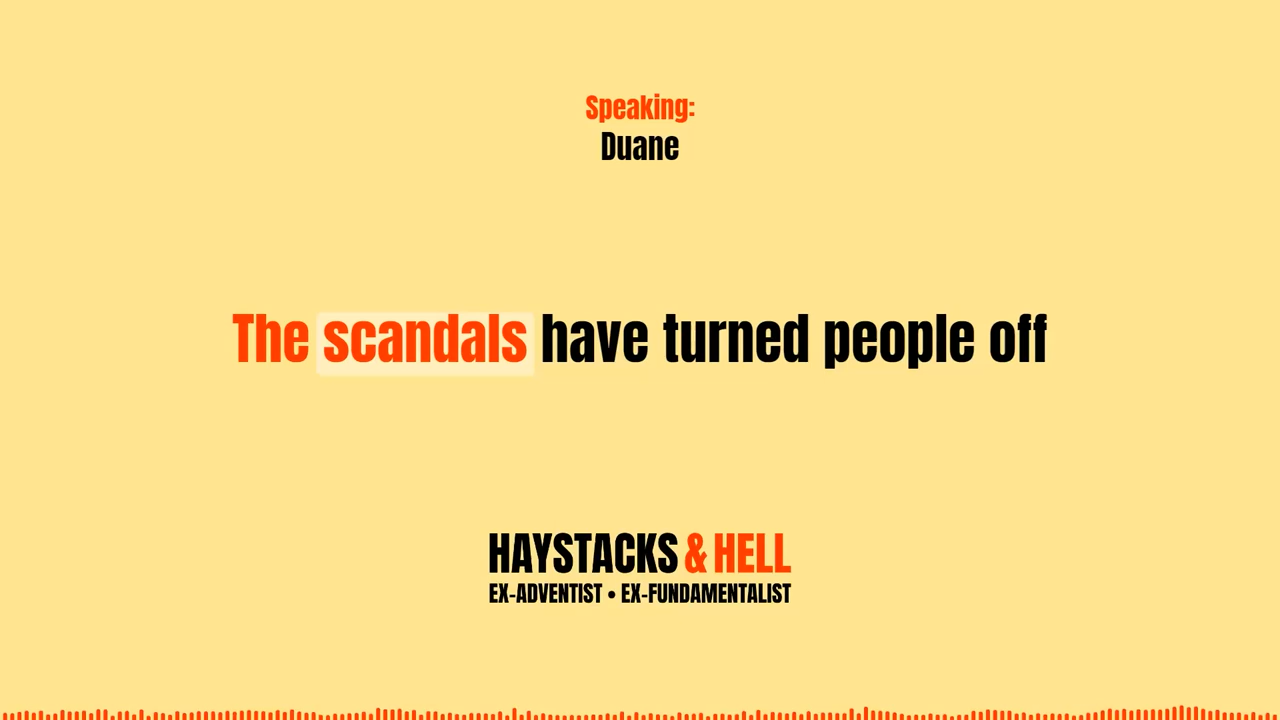 Speaking:
Duane
The scandals have turned people off
HAYSTACKS & HELL
EX-ADVENTIST • EX-FUNDAMENTALIST